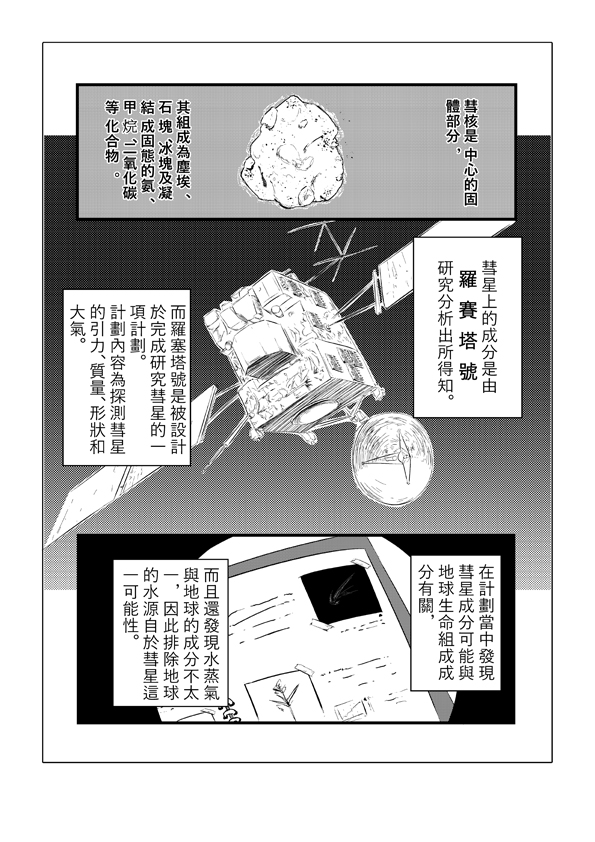 彗核是 中心的固
體部分，
其組成為塵埃、
石 塊、冰塊及凝
結 成固態的氨、
甲 烷、二氧化碳
等 化合物 。
彗星上的成分是由
羅 賽 塔 號
研究分析出所得知。
而羅塞塔號是被設計
於完成研究彗星的一
項計劃。
計劃內容為探測彗星
的引力、質量、形狀和
大氣。
在計劃當中發現
彗星成分可能與
地球生命組成成
分有關，
而且還發現水蒸氣
與地球的成分不太
一，因此排除地球
的水源自於彗星這
一可能性。